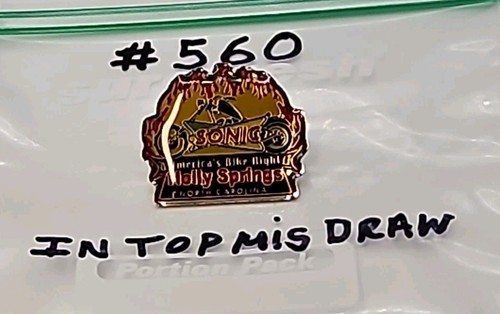 #560
SONIC
America's Bike Night
Holly Springs
NORTH CAROLINA
IN TOP MIS DRAW
Portion Pack